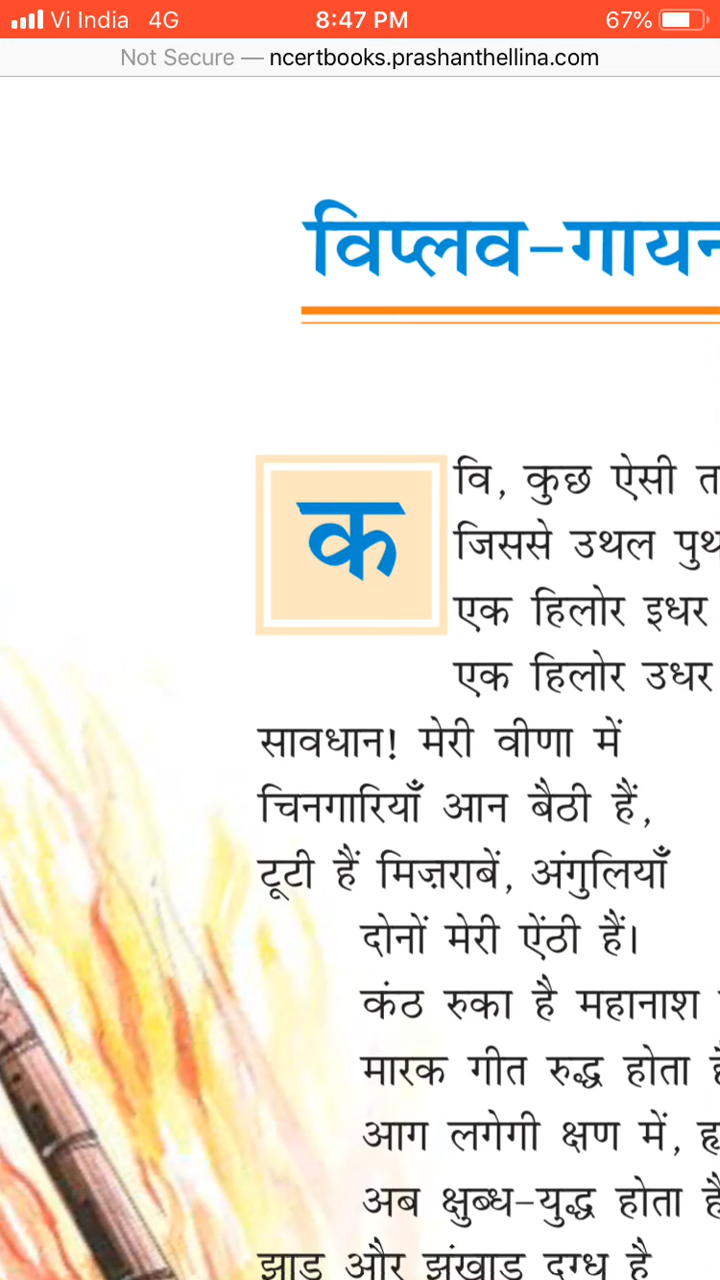 Vi India 4G 8:47 PM 67%
Not Secure — ncertbooks.prashanthellina.com
विप्लव-गायन
कवि, कुछ ऐसी त
जिससे उथल पुथ
एक हिलोर इधर
एक हिलोर उधर
सावधान! मेरी वीणा में
चिनगारियाँ आन बैठी हैं,
टूटी हैं मिज़राबें, अंगुलियाँ
दोनों मेरी ऐंठी हैं।
कंठ रुका है महानाश
मारक गीत रुद्ध होता है
आग लगेगी क्षण में, हृ
अब क्षुब्ध-युद्ध होता है
झाड़ और झंखाड़ दग्ध है